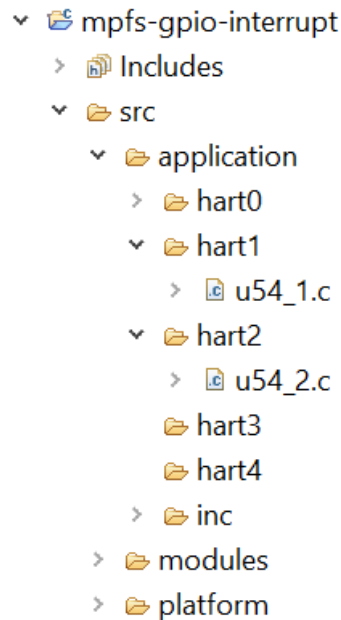 mpfs-gpio-interrupt
Includes
src
application
hart0
hart1
u54_1.c
hart2
u54_2.c
hart3
hart4
inc
modules
platform